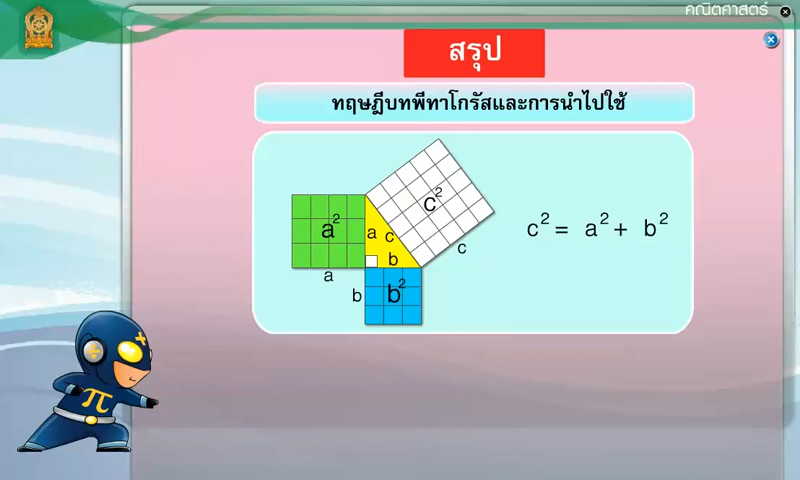 คณิตศาสตร์
สรุป
ทฤษฎีบทพีทาโกรัสและการนำไปใช้
a²
c²
a
c
b
c
a
b
b²
c² = a² + b²
÷
+
π